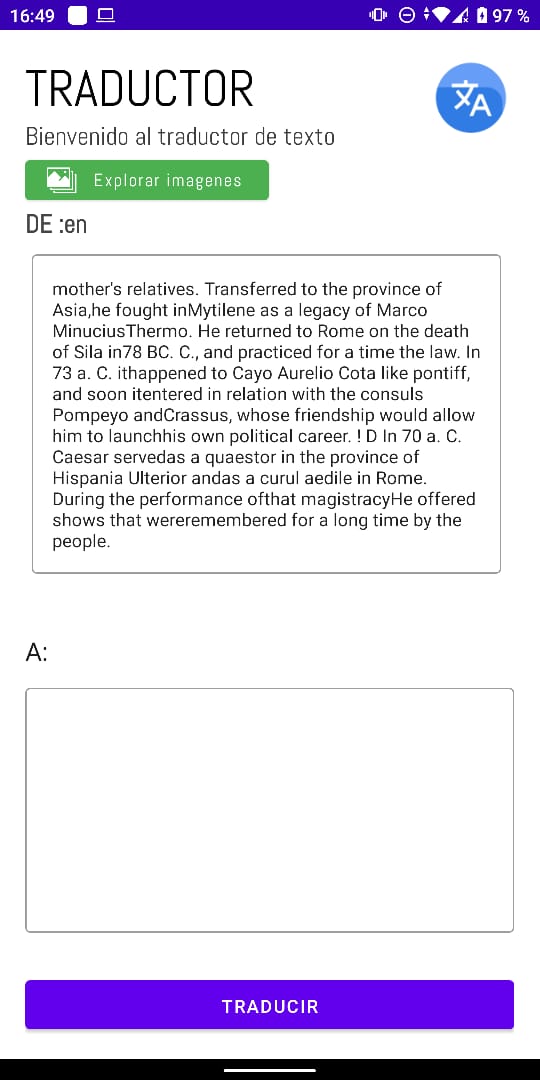 16:49
97 %
TRADUCTOR
Bienvenido al traductor de texto
Explorar imagenes
DE :en
mother's relatives. Transferred to the province of
Asia,he fought inMytilene as a legacy of Marco
MinuciusThermo. He returned to Rome on the death
of Sila in78 BC. C., and practiced for a time the law. In
73 a. C. ithappened to Cayo Aurelio Cota like pontiff,
and soon itentered in relation with the consuls
Pompeyo andCrassus, whose friendship would allow
him to launchhis own political career. ! D In 70 a. C.
Caesar servedas a quaestor in the province of
Hispania Ulterior andas a curul aedile in Rome.
During the performance ofthat magistracyHe offered
shows that wereremembered for a long time by the
people.
A:
TRADUCIR